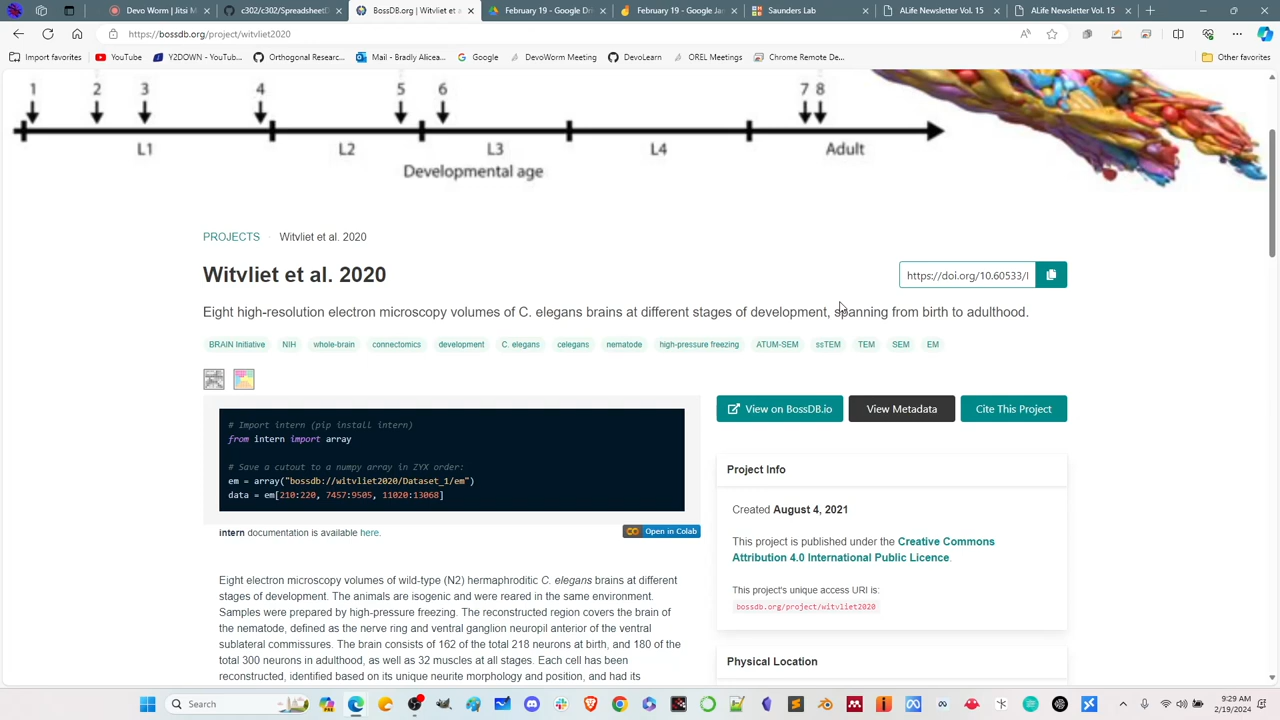 Devo Worm | Jitsi Meet
c302/c302 at master · openworm
BossDB.org | Witvliet et al. 2020
celegans_cook_2019 - Netw
Saunders Lab
Alife Newsletter Vol. 15
ALife Newsletter Vol. 15
https://bossdb.org/project/witvliet2020
Import favorites
YouTube
Y2DOWN - YouTub...
Orthogonal Researc...
Mail - Bradly Alicea...
Google
DevoWorm Meeting
DevoLearn
OREL Meetings
Chrome Remote De...
Other favorites
1 2 3 4 5 6 7 8
L1 L2 L3 L4 Adult
Developmental age
PROJECTS · Witvliet et al. 2020
Witvliet et al. 2020
https://doi.org/10.60533/
Eight high-resolution electron microscopy volumes of C. elegans brains at different stages of development, spanning from birth to adulthood.
BRAIN Initiative NIH whole-brain connectomics development C. elegans celegans nematode high-pressure freezing ATUM-SEM ssTEM TEM SEM EM
View on BossDB.io
View Metadata
Cite This Project
# Import intern (pip install intern)
from intern import array
# Save a cutout to a numpy array in ZYX order:
em = array("bossdb://witvliet2020/Dataset_1/em")
data = em[210:220, 7457:9505, 11020:13068]
intern documentation is available here.
Open in Colab
Eight electron microscopy volumes of wild-type (N2) hermaphroditic C. elegans brains at different
stages of development. The animals are isogenic and were reared in the same environment.
Samples were prepared by high-pressure freezing. The reconstructed region covers the brain of
the nematode, defined as the nerve ring and ventral ganglion neuropil anterior of the ventral
sublateral commissures. The brain consists of 162 of the total 218 neurons at birth, and 180 of the
total 300 neurons in adulthood, as well as 32 muscles at all stages. Each cell has been
reconstructed, identified based on its unique neurite morphology and position, and had its
Project Info
Created August 4, 2021
This project is published under the Creative Commons
Attribution 4.0 International Public Licence.
This project's unique access URI is:
bossdb.org/project/witvliet2020
Physical Location
Search
9:29 AM
2/19/2024